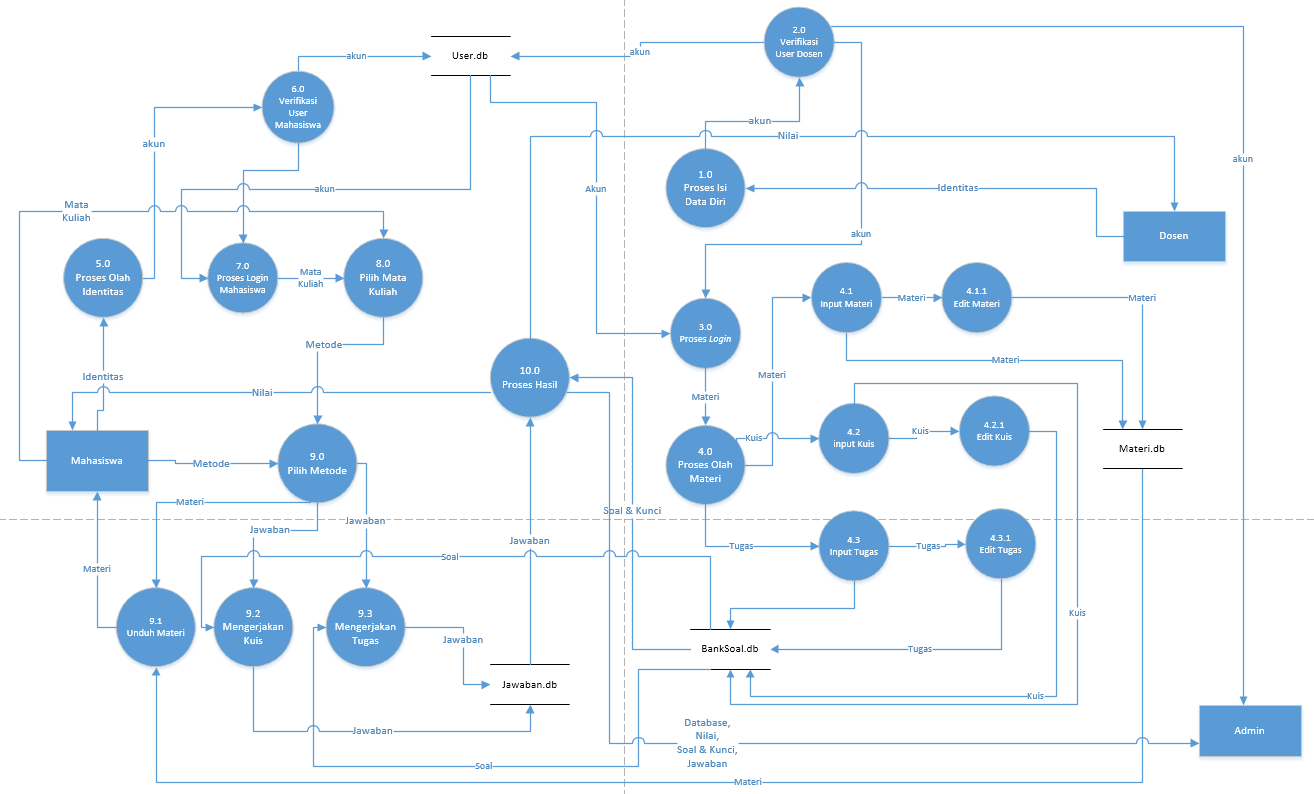 2.0
Verifikasi
User Dosen
akun
User.db
akun
6.0
Verifikasi
User
Mahasiswa
akun
Nilai
akun
akun
1.0
Proses Isi
Data Diri
akun
Akun
Identitas
Mata
Kuliah
Dosen
akun
5.0
Proses Olah
Identitas
7.0
Proses Login
Mahasiswa
Mata
Kuliah
8.0
Pilih Mata
Kuliah
4.1
Input Materi
Materi
4.1.1
Edit Materi
Materi
3.0
Proses Login
Metode
Materi
Identitas
10.0
Proses Hasil
Materi
Nilai
Materi
Kuis
4.2
input Kuis
Kuis
4.2.1
Edit Kuis
Materi.db
Mahasiswa
Metode
9.0
Pilih Metode
4.0
Proses Olah
Materi
Materi
Soal & Kunci
Jawaban
Jawaban
Jawaban
Tugas
4.3
Input Tugas
Tugas
4.3.1
Edit Tugas
Soal
Materi
Kuis
9.1
Unduh Materi
9.2
Mengerjakan
Kuis
9.3
Mengerjakan
Tugas
Jawaban
BankSoal.db
Tugas
Jawaban.db
Kuis
Jawaban
Database,
Nilai,
Soal & Kunci,
Jawaban
Admin
Soal
Materi